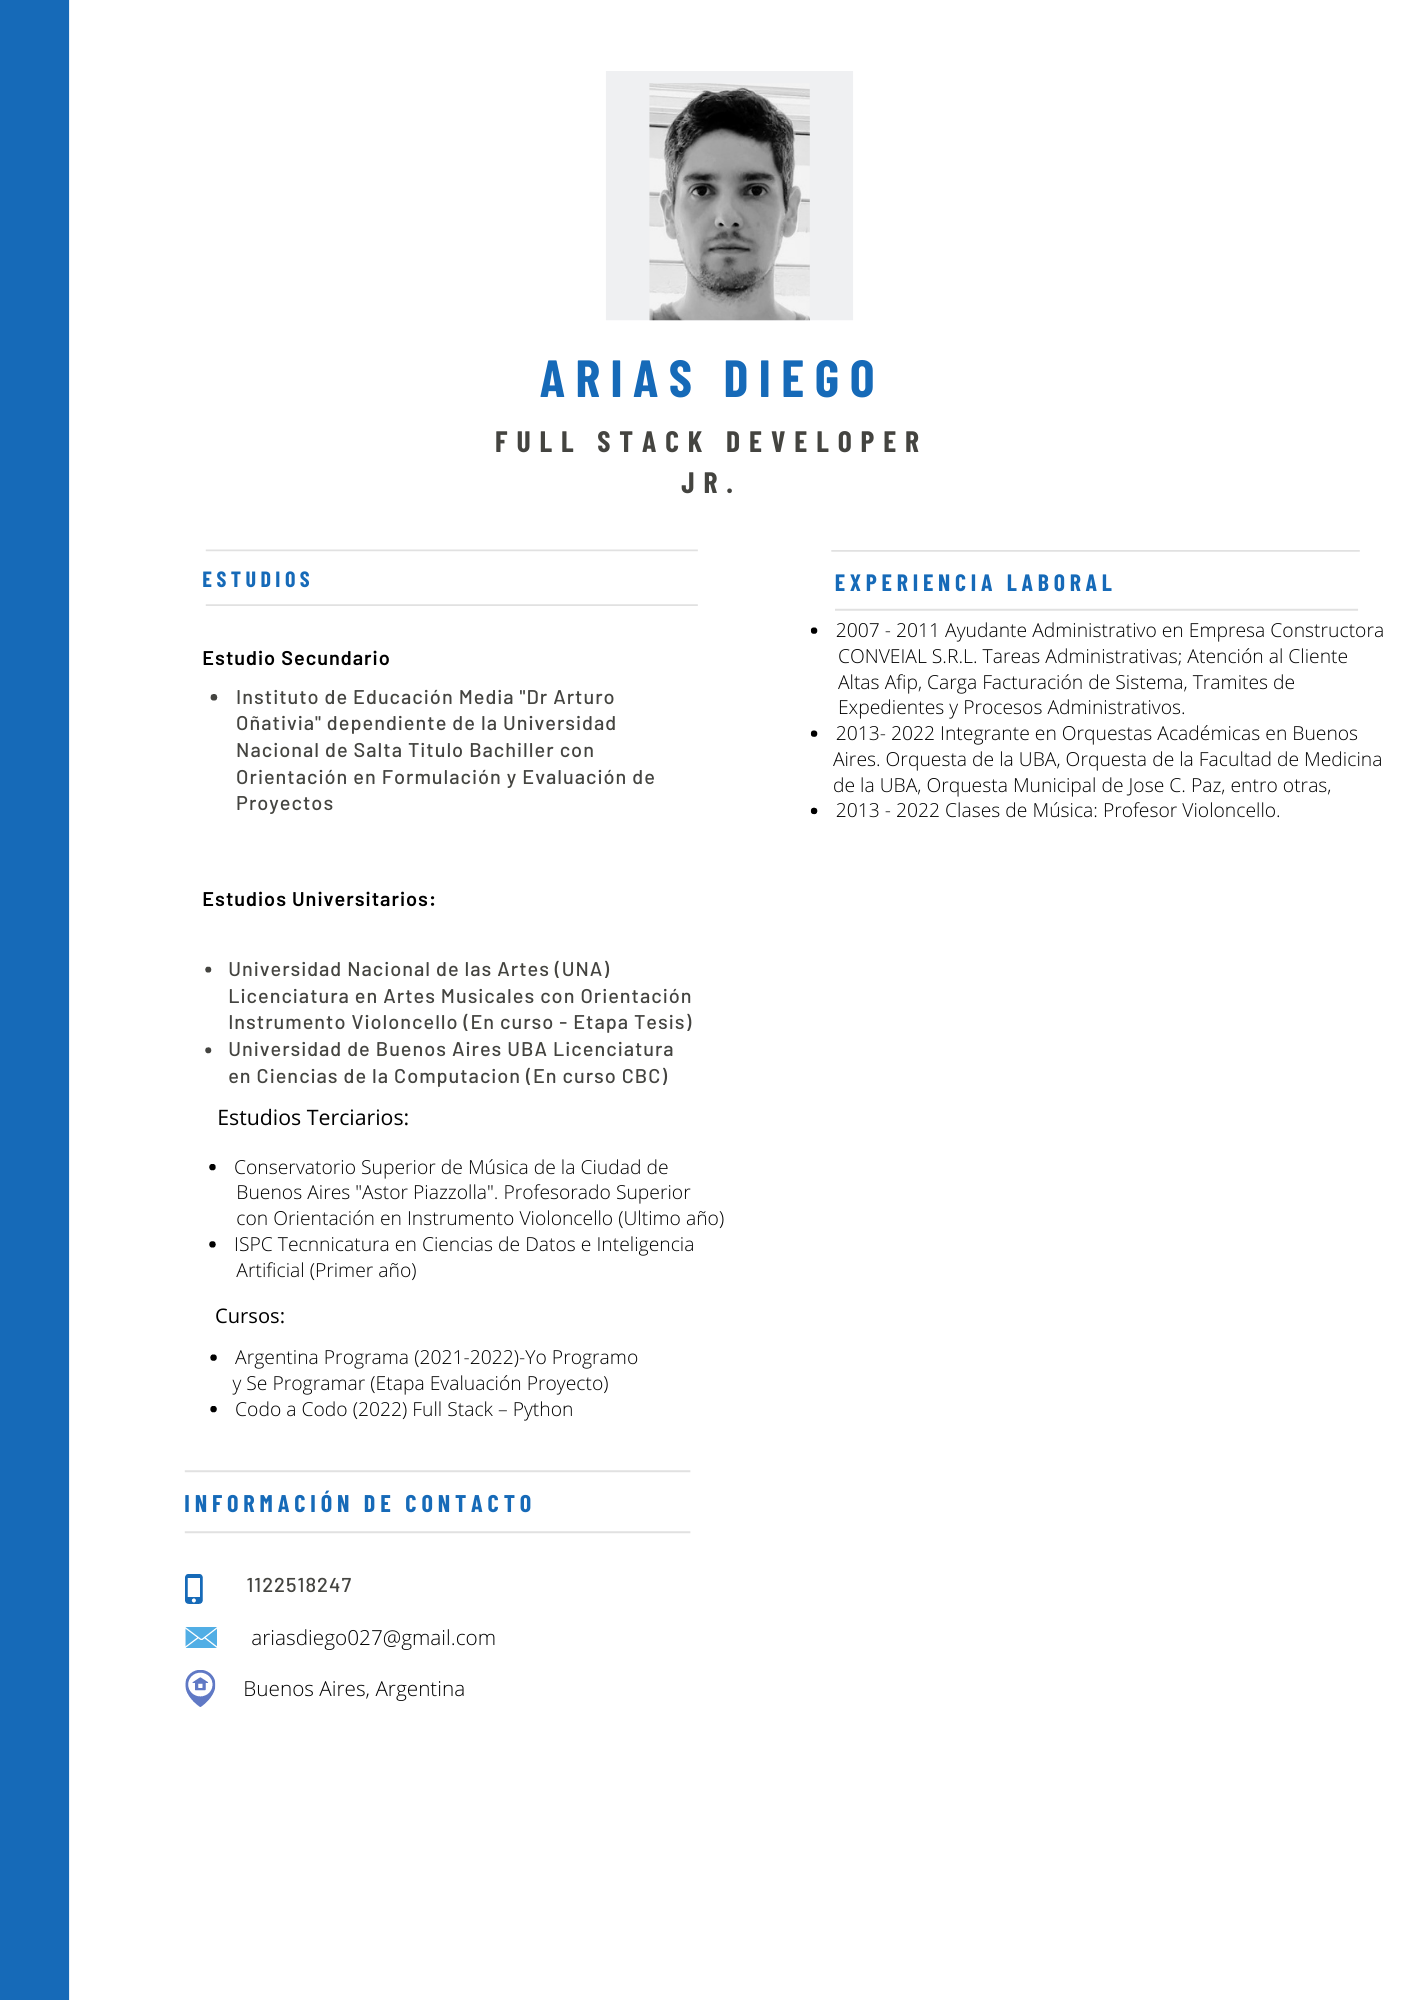 ARIAS DIEGO
FULL STACK DEVELOPER
JR.
ESTUDIOS
Estudio Secundario
• Instituto de Educación Media "Dr Arturo
Oñativia" dependiente de la Universidad
Nacional de Salta Titulo Bachiller con
Orientación en Formulación y Evaluación de
Proyectos
Estudios Universitarios:
• Universidad Nacional de las Artes (UNA)
Licenciatura en Artes Musicales con Orientación
Instrumento Violoncello (En curso - Etapa Tesis)
• Universidad de Buenos Aires UBA Licenciatura
en Ciencias de la Computacion (En curso CBC)
Estudios Terciarios:
• Conservatorio Superior de Música de la Ciudad de
Buenos Aires "Astor Piazzolla". Profesorado Superior
con Orientación en Instrumento Violoncello (Ultimo año)
• ISPC Tecnnicatura en Ciencias de Datos e Inteligencia
Artificial (Primer año)
Cursos:
• Argentina Programa (2021-2022)-Yo Programo
y Se Programar (Etapa Evaluación Proyecto)
• Codo a Codo (2022) Full Stack – Python
INFORMACIÓN DE CONTACTO
1122518247
ariasdiego027@gmail.com
Buenos Aires, Argentina
EXPERIENCIA LABORAL
• 2007 - 2011 Ayudante Administrativo en Empresa Constructora
CONVEIAL S.R.L. Tareas Administrativas; Atención al Cliente
Altas Afip, Carga Facturación de Sistema, Tramites de
Expedientes y Procesos Administrativos.
• 2013- 2022 Integrante en Orquestas Académicas en Buenos
Aires. Orquesta de la UBA, Orquesta de la Facultad de Medicina
de la UBA, Orquesta Municipal de Jose C. Paz, entro otras,
• 2013 - 2022 Clases de Música: Profesor Violoncello.